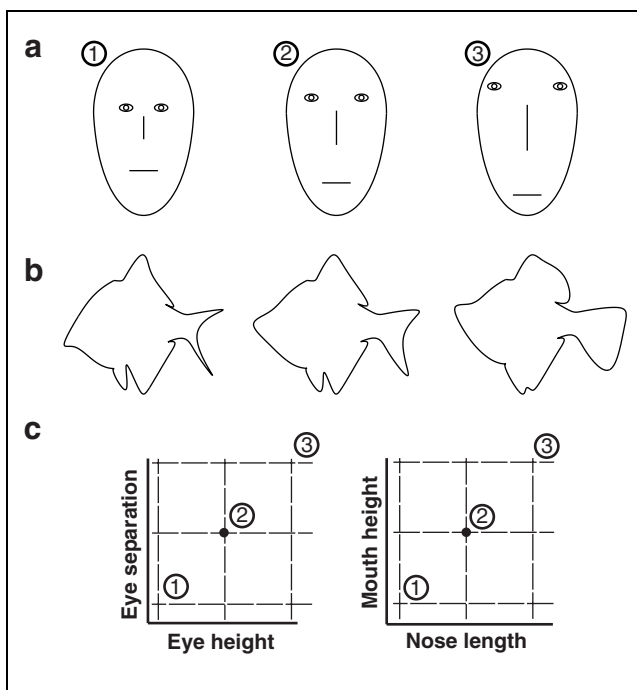 a
① ② ③
b
c
③ ③
Eye separation
②
①
Eye height
Mouth height
②
①
Nose length